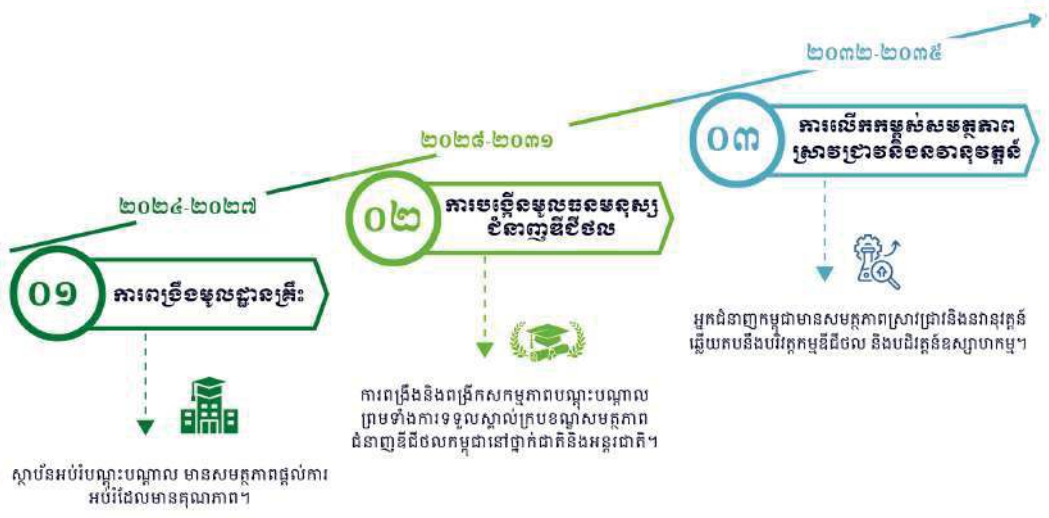 ២០២៤-២០២៧
០១
ការពង្រឹងមូលដ្ឋានគ្រឹះ
ស្ថាប័នអប់រំបណ្តុះបណ្តាល មានសមត្ថភាពផ្តល់ការ
អប់រំដែលមានគុណភាព។
២០២៨-២០៣១
០២
ការបង្កើនមូលធនមនុស្ស
ជំនាញឌីជីថល
ការពង្រឹងនិងពង្រីកសកម្មភាពបណ្តុះបណ្តាល
ព្រមទាំងការទទួលស្គាល់ក្របខណ្ឌសមត្ថភាព
ជំនាញឌីជីថលកម្ពុជានៅថ្នាក់ជាតិនិងអន្តរជាតិ។
២០៣២-២០៣៥
០៣
ការលើកកម្ពស់សមត្ថភាព
ស្រាវជ្រាវនិងនវានុវត្តន៍
អ្នកជំនាញកម្ពុជាមានសមត្ថភាពស្រាវជ្រាវនិងនវានុវត្តន៍
ឆ្លើយតបនឹងបរិវត្តកម្មឌីជីថល និងបដិវត្តន៍ឧស្សាហកម្ម។